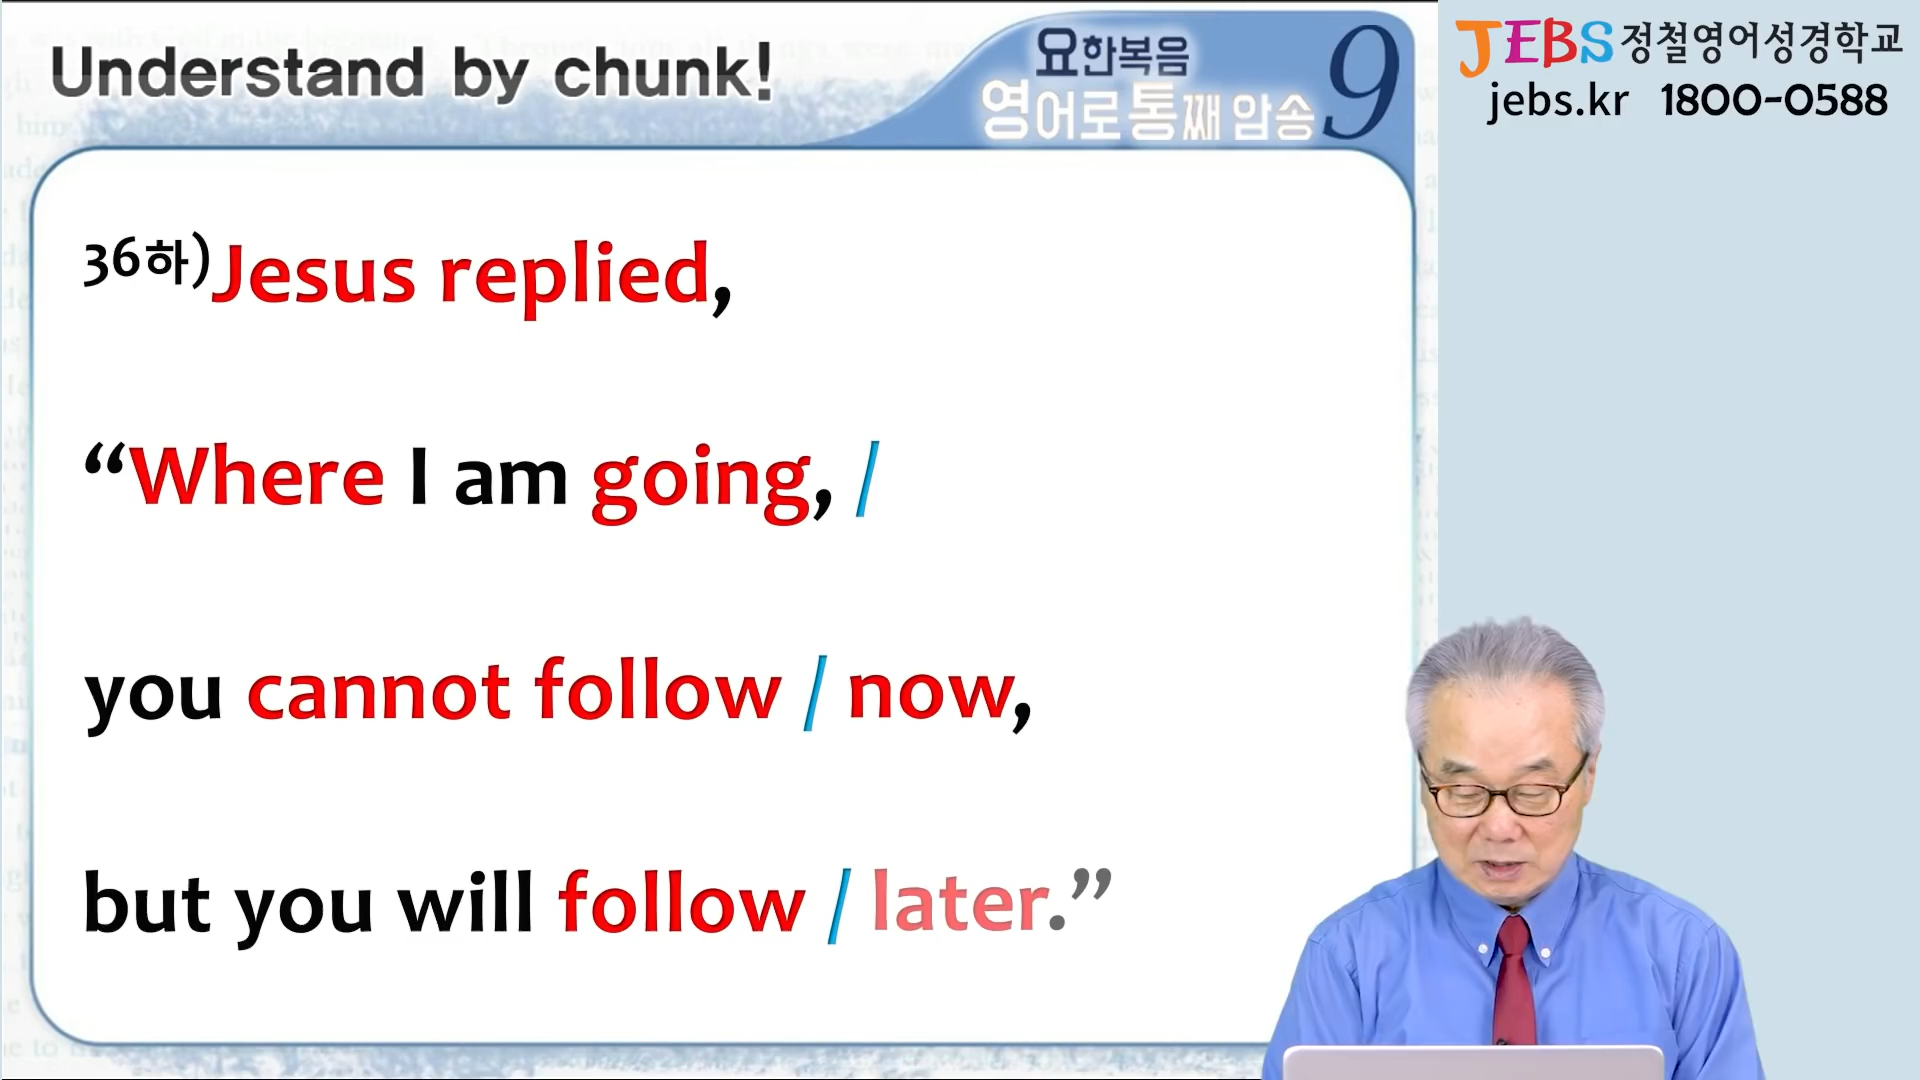 Understand by chunk!
요한복음
영어로 통째 암송 9
JEBS 정철영어성경학교
jebs.kr 1800-0588
36하)Jesus replied,
“Where I am going, /
you cannot follow / now,
but you will follow / later.”